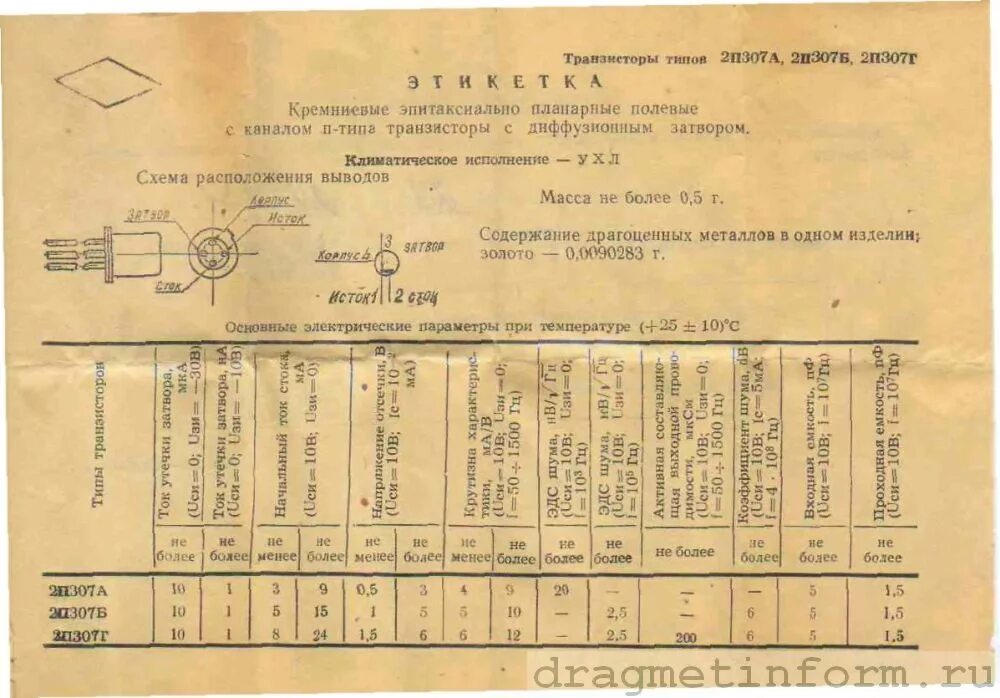 Транзисторы типов 2П307А, 2П307Б, 2П307Г
ЭТИКЕТКА
Кремниевые эпитаксиально планарные полевые
с каналом п-типа транзисторы с диффузионным затвором.
Климатическое исполнение — УХЛ
Схема расположения выводов
Масса не более 0,5 г.
Содержание драгоценных металлов в одном изделии;
золото — 0,0090283 г.
ЗАТВОР
Корпус
Исток
Сток
3 ЗАТВОР
Корпус 4
Исток 1 2 сток
Основные электрические параметры при температуре (+25 ± 10)°С
Типы транзисторов
Ток утечки затвора,
мкА
(Uси=0; Uзи=—30В)
Ток утечки затвора, нА
(Uси=0; Uзи=—10В)
Начальный ток стока,
мА
(Uси=10В; Uзи=0)
Напряжение отсечки, В
(Uси=10В; Iс=10⁻²
мА)
Крутизна характерис-
тики, мА/В
(Uси=10В; Uзи=0;
f=50÷1500 Гц)
ЭДС шума, нВ/√Гц
(Uси=10В; Uзи=0;
f=10³ Гц)
ЭДС шума, нВ/√Гц
(Uси=10В; Uзи=0;
f=10⁵ Гц)
Активная составляю-
щая выходной прово-
димости, мкСм
(Uси=10В; Uзи=0;
f=50÷1500 Гц)
Коэффициент шума, dB
(Uси=10В; Iс=5мА;
f=4·10⁸ Гц)
Входная емкость, пФ
(Uси=10В; f=10⁷Гц)
Проходная емкость, пФ
(Uси=10В; f=10⁷Гц)
не более не более не менее не более не менее не более не менее не более не более не более не более не более не более не более
2П307А 10 1 3 9 0,5 3 4 9 20 — — — 5 1,5
2П307Б 10 1 5 15 1 5 5 10 — 2,5 — 6 5 1,5
2П307Г 10 1 8 24 1,5 6 6 12 — 2,5 200 6 5 1,5
dragmetinform.ru